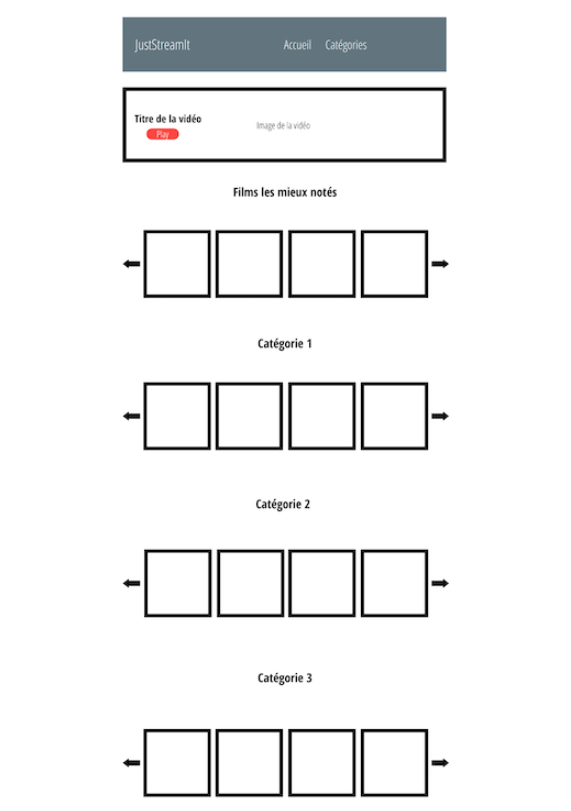 JustStreamIt
Accueil Catégories
Titre de la vidéo
Play
Image de la vidéo
Films les mieux notés
Catégorie 1
Catégorie 2
Catégorie 3